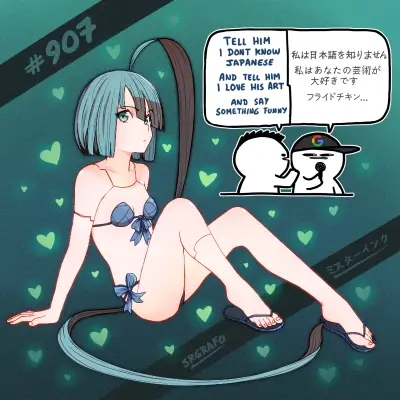 #907
TELL HIM
I DONT KNOW
JAPANESE
AND TELL HIM
I LOVE HIS ART
AND SAY
SOMETHING FUNNY
私は日本語を知りません
私はあなたの芸術が
大好きです
フライドチキン...
G
ミスターインク
SRGRAFO